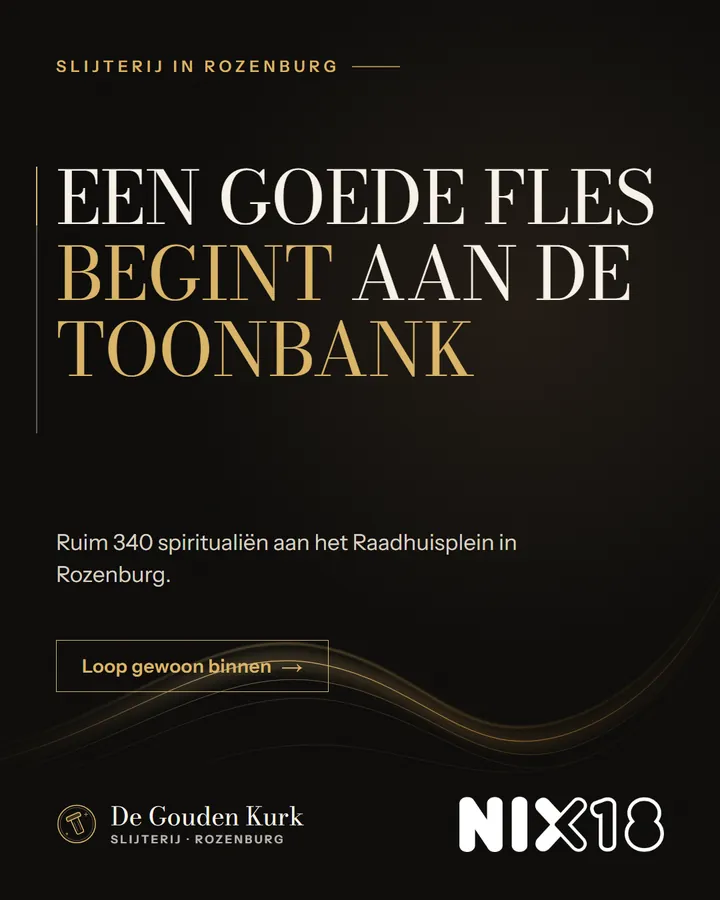 SLIJTERIJ IN ROZENBURG
EEN GOEDE FLES
BEGINT AAN DE
TOONBANK
Ruim 340 spiritualiën aan het Raadhuisplein in
Rozenburg.
Loop gewoon binnen →
De Gouden Kurk
SLIJTERIJ · ROZENBURG
NIX18